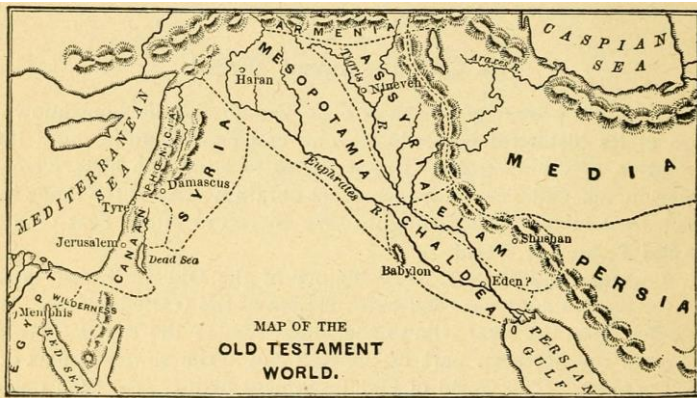 ARMENIA
CASPIAN
SEA
MESOPOTAMIA
ASSYRIA
Haran
Tigris
R.
Nineveh
Araxes R.
MEDITERRANEAN
SEA
PHOENICIA
SYRIA
MEDIA
Damascus
Euphrates
R.
Tyre
CANAAN
ELAM
Jerusalem
Dead Sea
CHALDEA
Shushan
PERSIA
Babylon
Eden?
EGYPT
WILDERNESS
Memphis
RED SEA
PERSIAN
GULF
MAP OF THE
OLD TESTAMENT
WORLD.